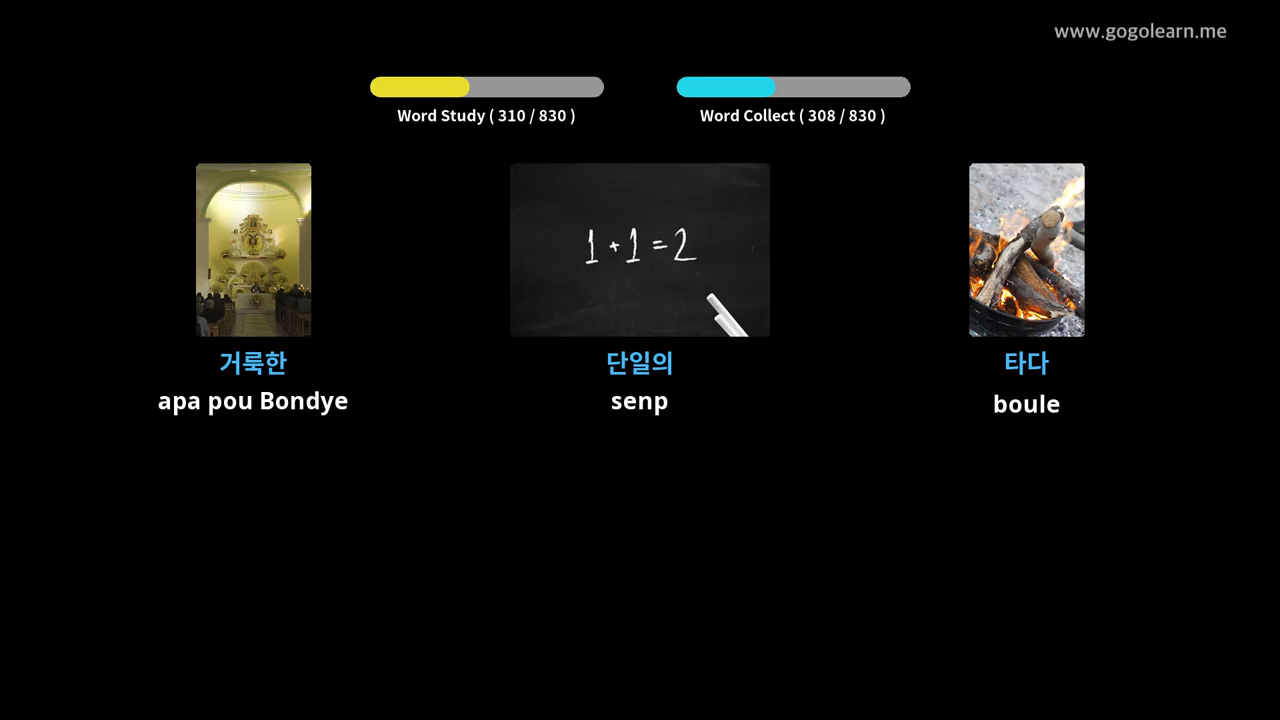 www.gogolearn.me
Word Study ( 310 / 830 )
Word Collect ( 308 / 830 )
1 + 1 = 2
거룩한
단일의
타다
apa pou Bondye
senp
boule